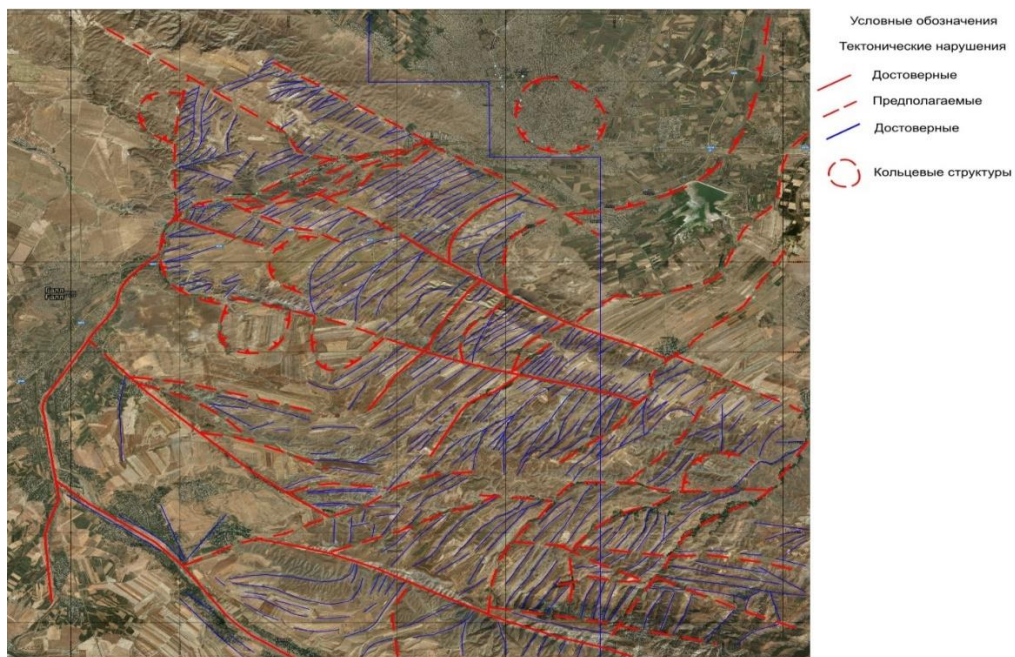 Условные обозначения
Тектонические нарушения
Достоверные
Предполагаемые
Достоверные
Кольцевые структуры